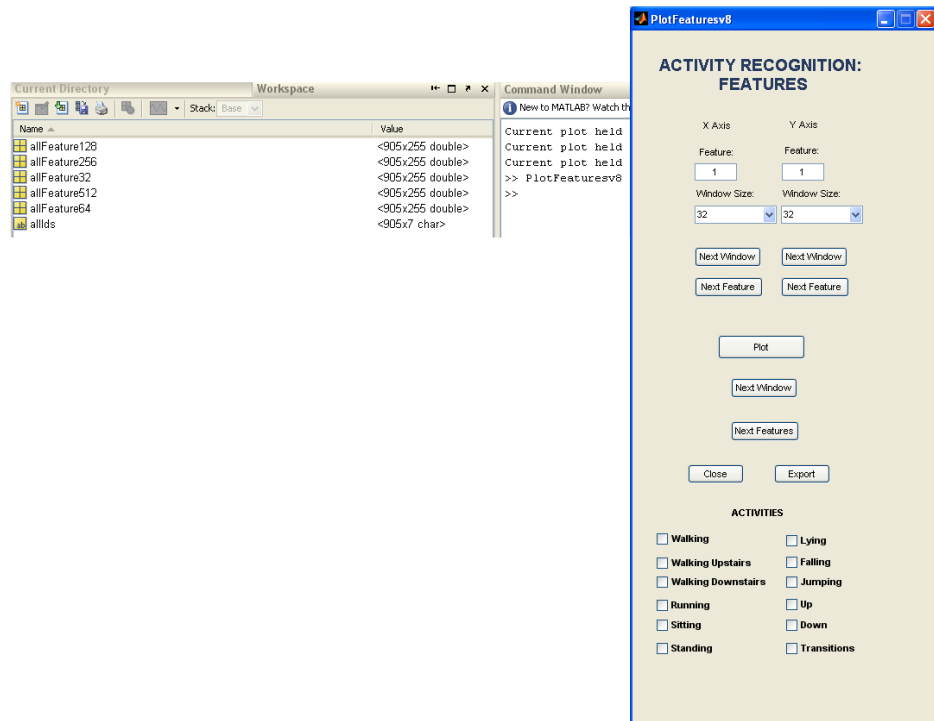 Current Directory Workspace
Stack: Base
Name Value
allFeature128 <905x255 double>
allFeature256 <905x255 double>
allFeature32 <905x255 double>
allFeature512 <905x255 double>
allFeature64 <905x255 double>
ab allIds <905x7 char>
Command Window
New to MATLAB? Watch th
Current plot held
Current plot held
Current plot held
>> PlotFeaturesv8
>>
PlotFeaturesv8
ACTIVITY RECOGNITION:
FEATURES
X Axis Y Axis
Feature: Feature:
1 1
Window Size: Window Size:
32 32
Next Window Next Window
Next Feature Next Feature
Plot
Next Window
Next Features
Close Export
ACTIVITIES
Walking Lying
Walking Upstairs Falling
Walking Downstairs Jumping
Running Up
Sitting Down
Standing Transitions